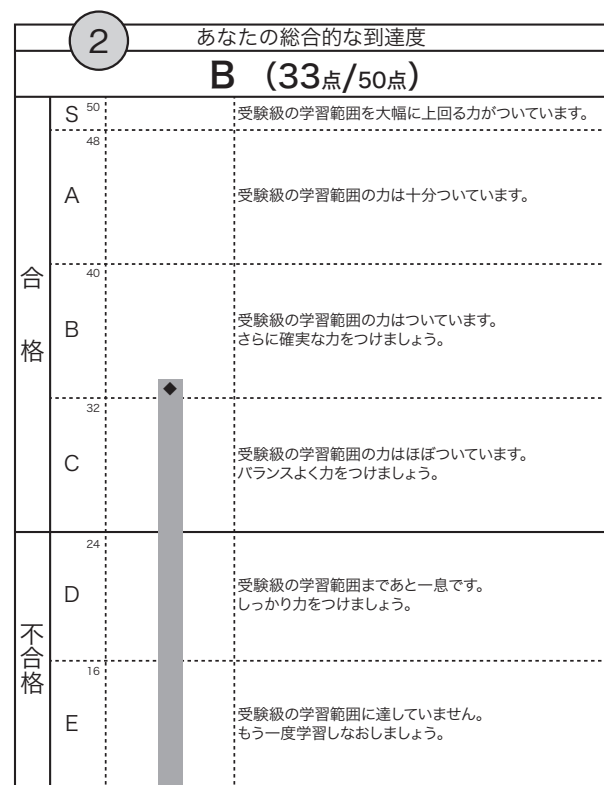 2
あなたの総合的な到達度
B (33点/50点)
合格
S 50
受験級の学習範囲を大幅に上回る力がついています。
48
A
受験級の学習範囲の力は十分ついています。
40
B
受験級の学習範囲の力はついています。
さらに確実な力をつけましょう。
32
C
受験級の学習範囲の力はほぼついています。
バランスよく力をつけましょう。
不合格
24
D
受験級の学習範囲まであと一息です。
しっかり力をつけましょう。
16
E
受験級の学習範囲に達していません。
もう一度学習しなおしましょう。